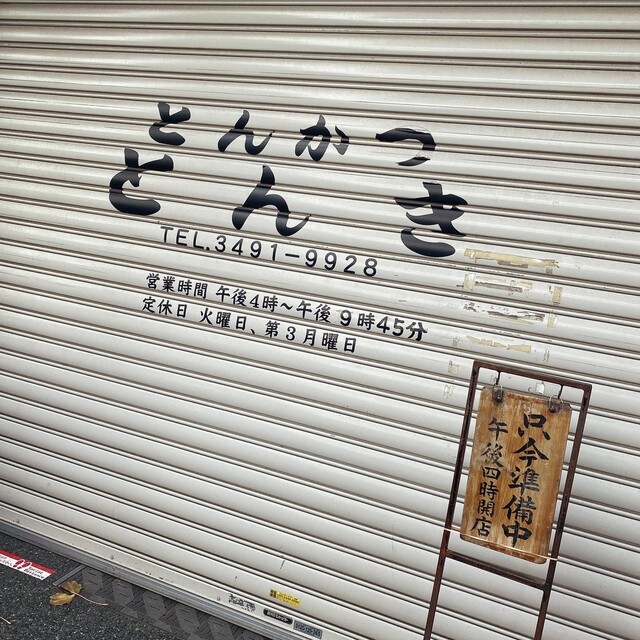 とんかつ
とんき
TEL.3491-9928
営業時間 午後4時～午後9時45分
定休日 火曜日、第3月曜日
只今準備中
午後四時開店